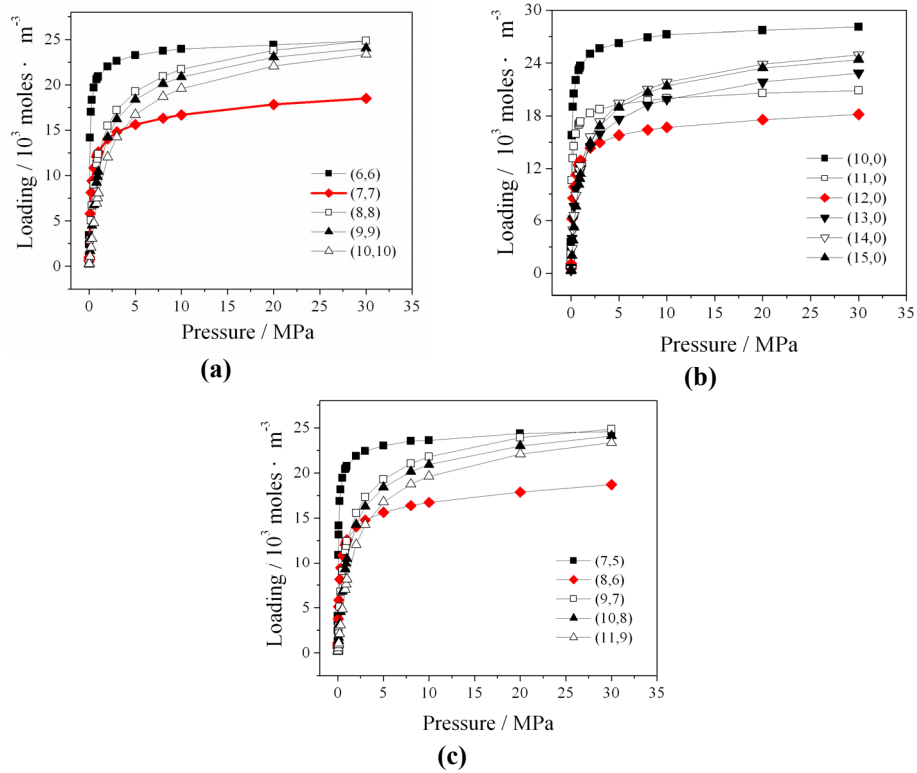 (a)
Loading / 10³ moles · m⁻³
30
25
20
15
10
5
0
(6,6)
(7,7)
(8,8)
(9,9)
(10,10)
0 5 10 15 20 25 30 35
Pressure / MPa
(b)
Loading / 10³ moles · m⁻³
30
24
18
12
6
0
(10,0)
(11,0)
(12,0)
(13,0)
(14,0)
(15,0)
0 5 10 15 20 25 30 35
Pressure / MPa
(c)
Loading / 10³ moles · m⁻³
25
20
15
10
5
0
(7,5)
(8,6)
(9,7)
(10,8)
(11,9)
0 5 10 15 20 25 30 35
Pressure / MPa